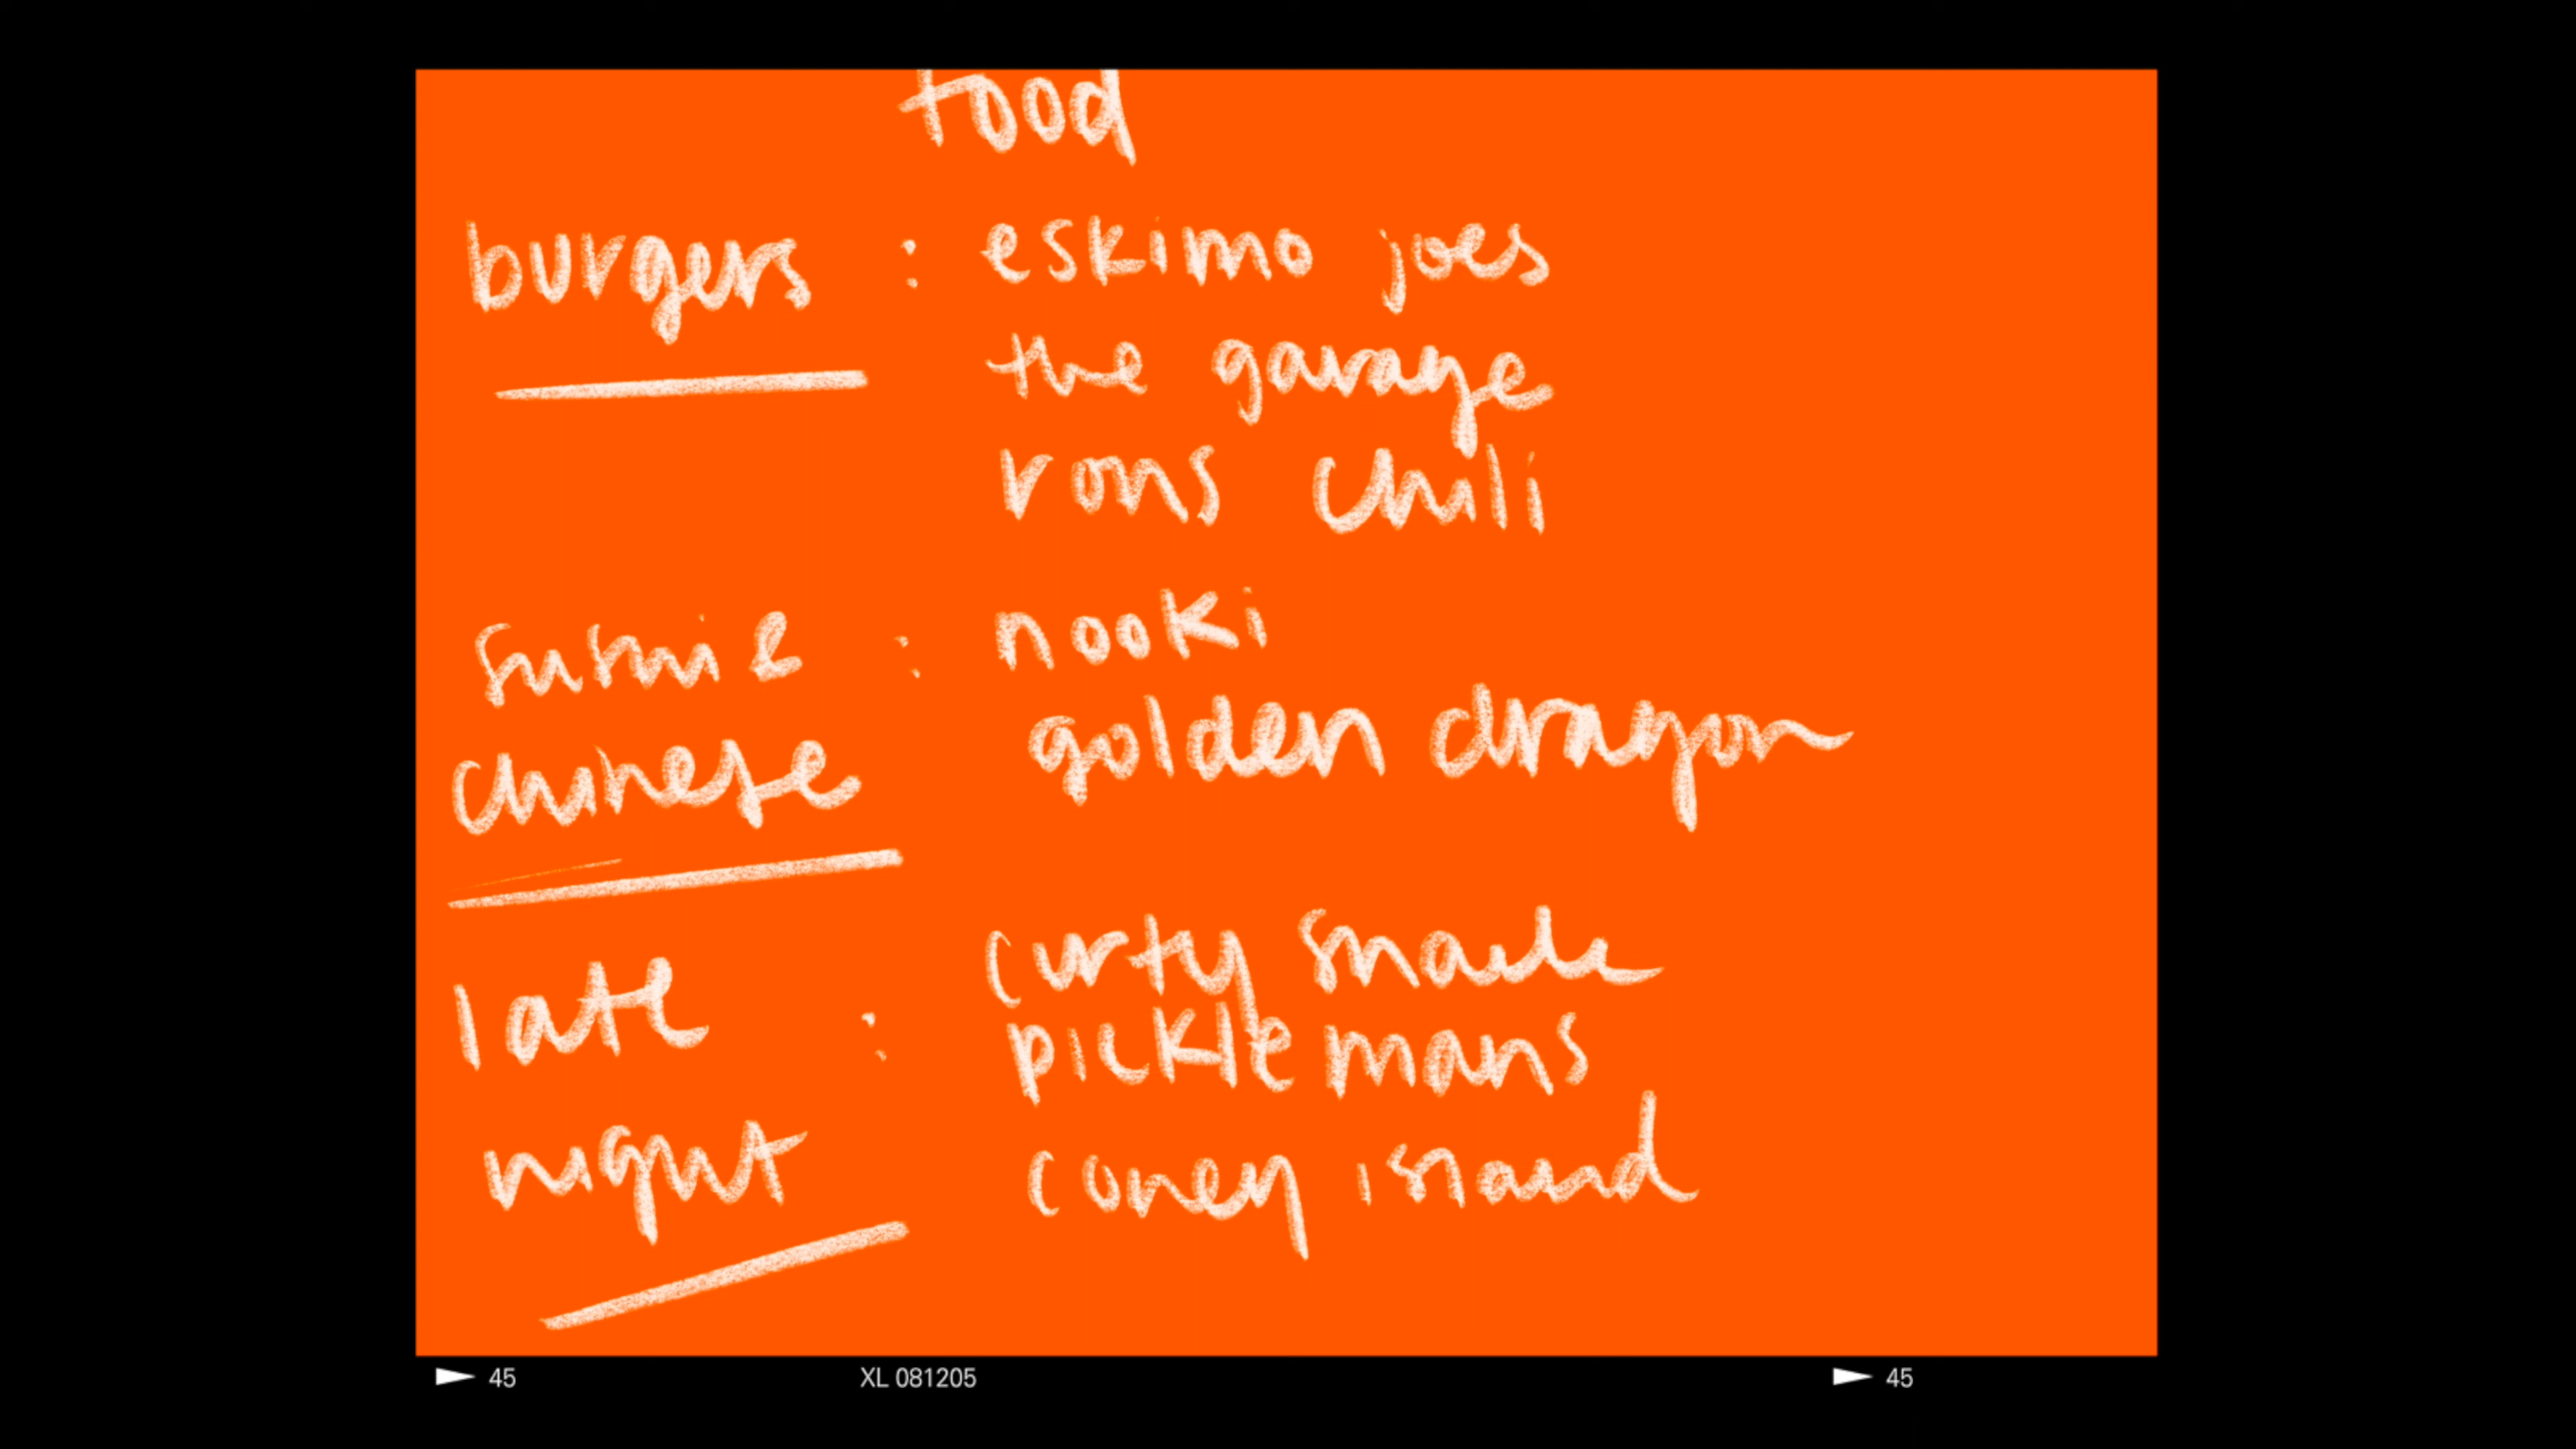 food
burgers : eskimo joes
the garage
rons chili
sushi & : nooki
chinese golden dragon
late : curty shack
picklemans
night coney island
45 XL 081205 45